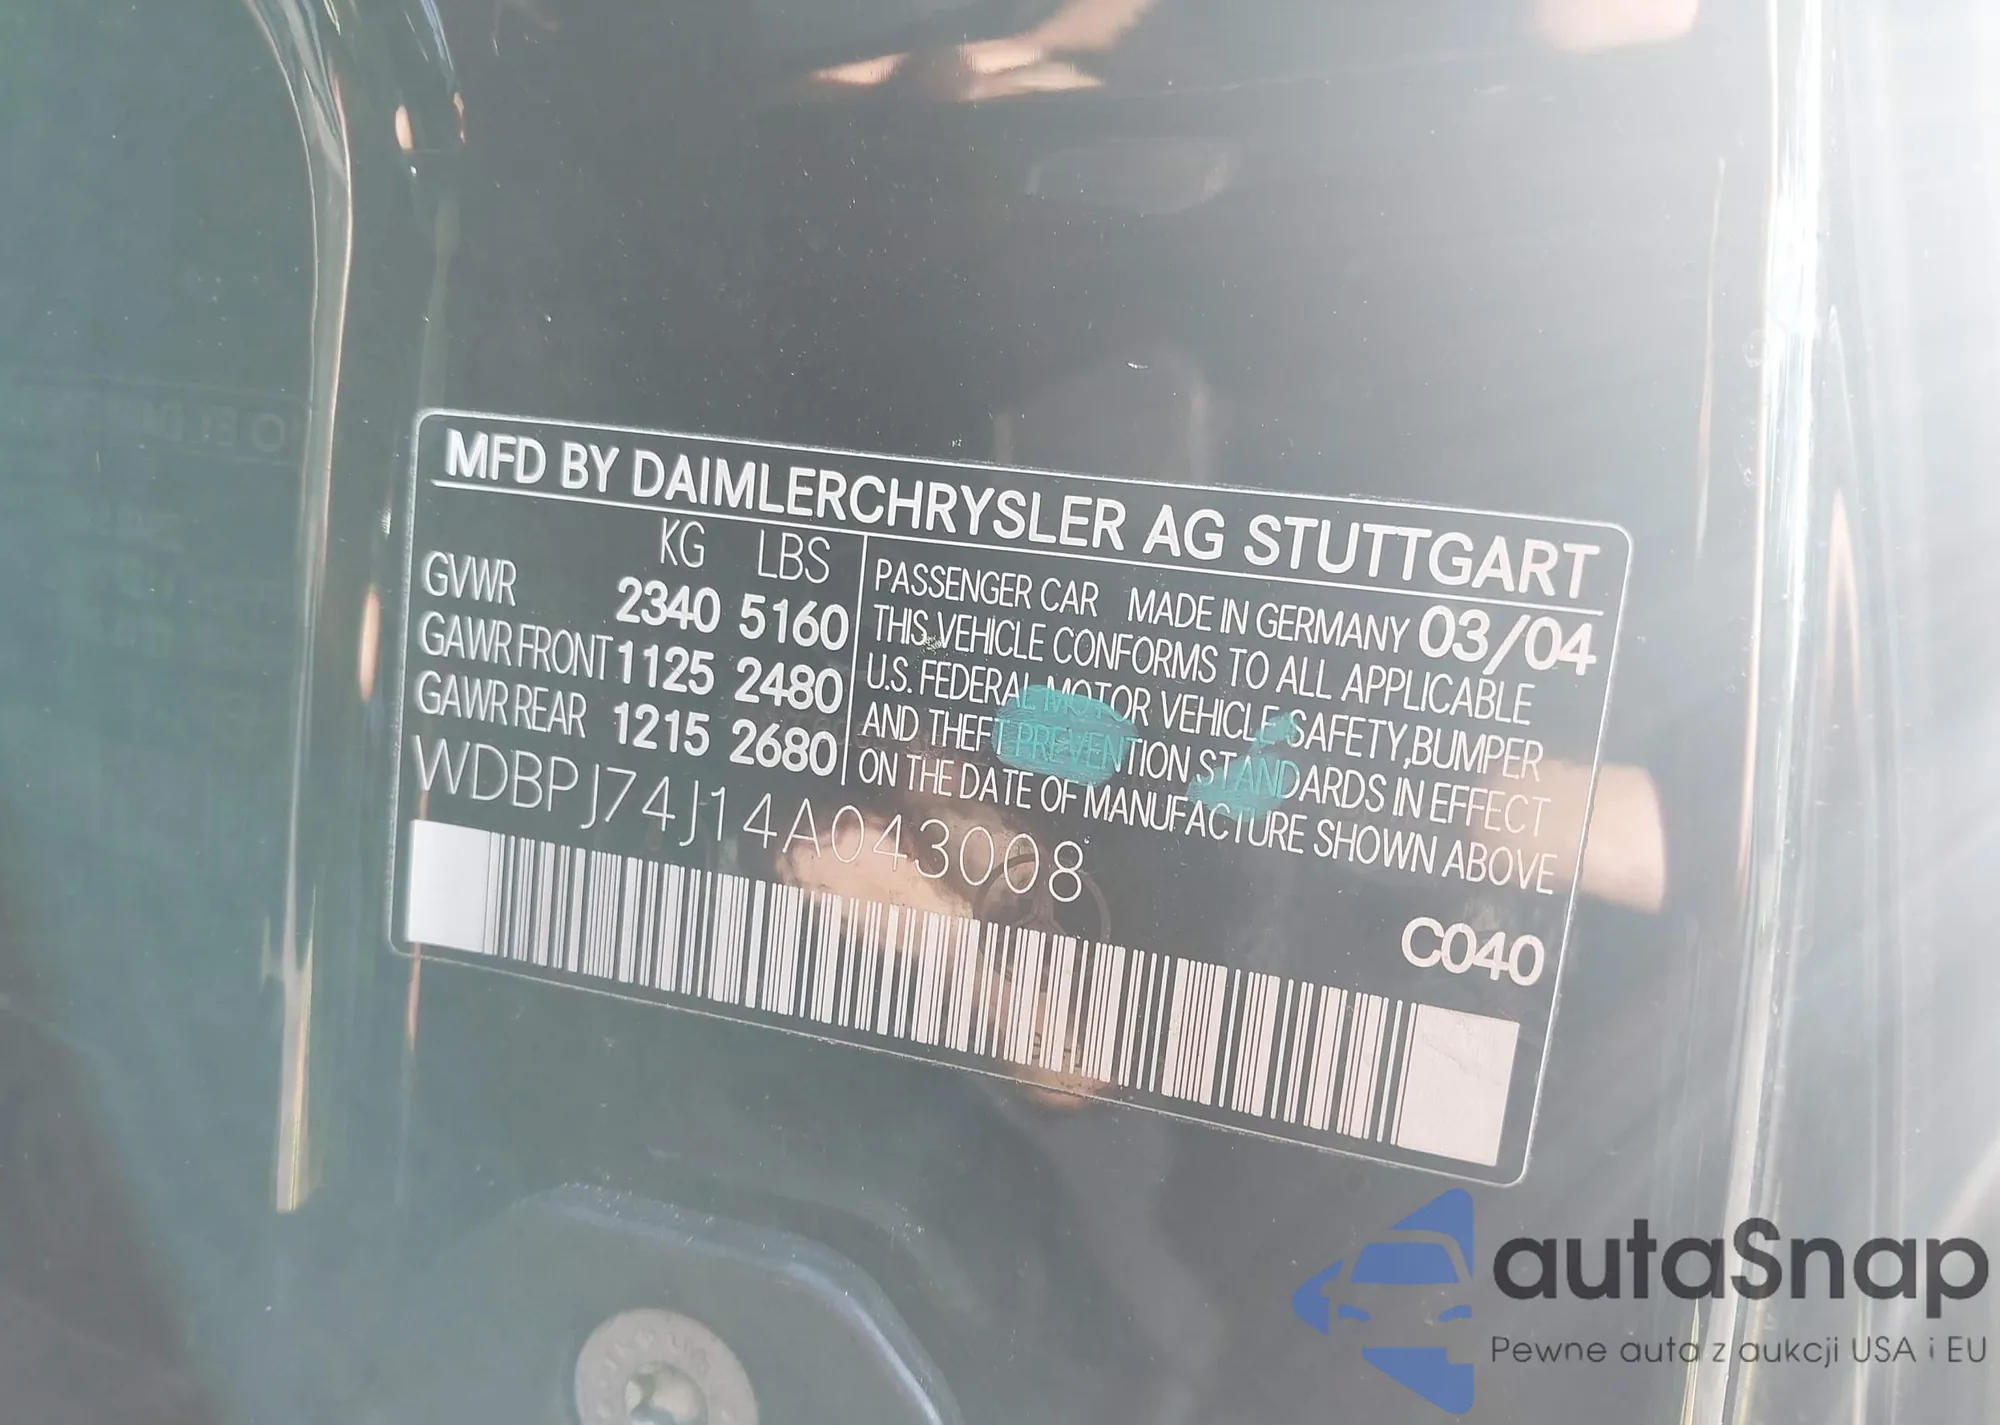 MFD BY DAIMLERCHRYSLER AG STUTTGART
KG LBS
GVWR 2340 5160
GAWR FRONT 1125 2480
GAWR REAR 1215 2680
PASSENGER CAR MADE IN GERMANY 03/04
THIS VEHICLE CONFORMS TO ALL APPLICABLE
U.S. FEDERAL MOTOR VEHICLE SAFETY, BUMPER
AND THEFT PREVENTION STANDARDS IN EFFECT
ON THE DATE OF MANUFACTURE SHOWN ABOVE
WDBPJ74J14A043008
C040
autaSnap
Pewne auta z aukcji USA i EU